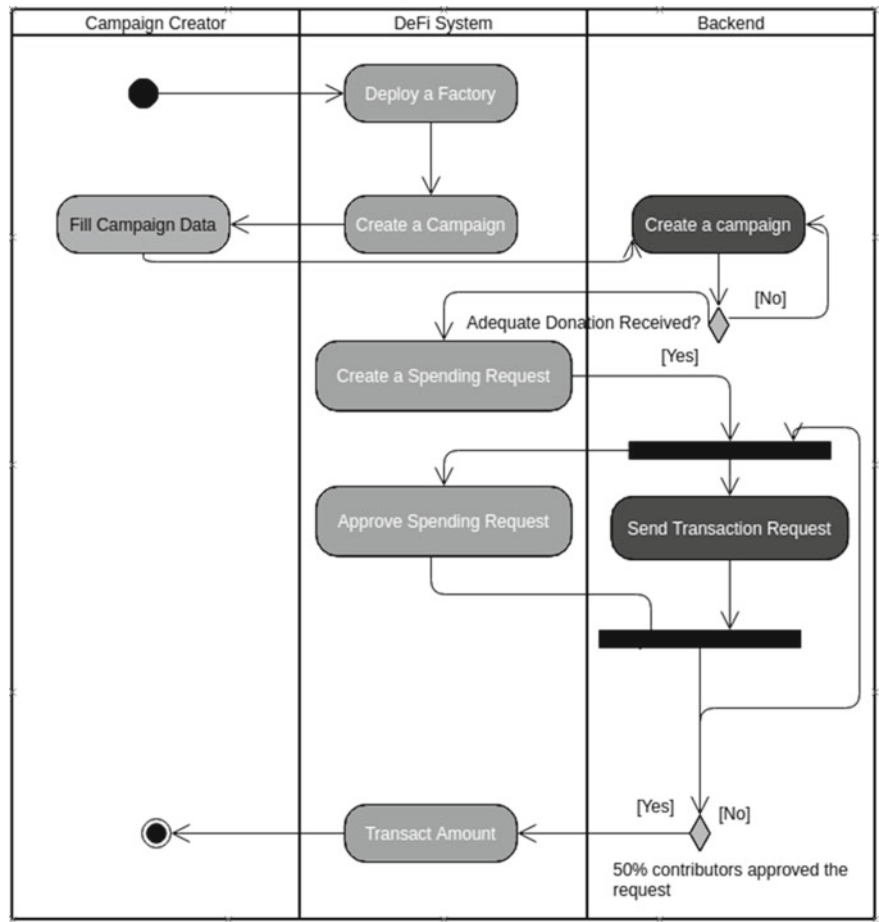 Campaign Creator
DeFi System
Backend
Deploy a Factory
Fill Campaign Data
Create a Campaign
Create a campaign
[No]
Adequate Donation Received?
[Yes]
Create a Spending Request
Approve Spending Request
Send Transaction Request
[Yes]
[No]
Transact Amount
50% contributors approved the
request